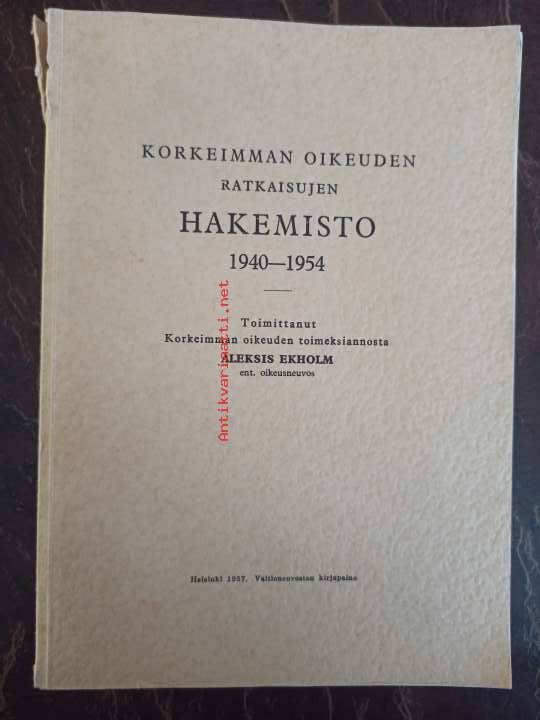 KORKEIMMAN OIKEUDEN
RATKAISUJEN
HAKEMISTO
1940—1954
Toimittanut
Korkeimman oikeuden toimeksiannosta
ALEKSIS EKHOLM
ent. oikeusneuvos
Antikvariaatti.net
Helsinki 1957. Valtioneuvoston kirjapaino